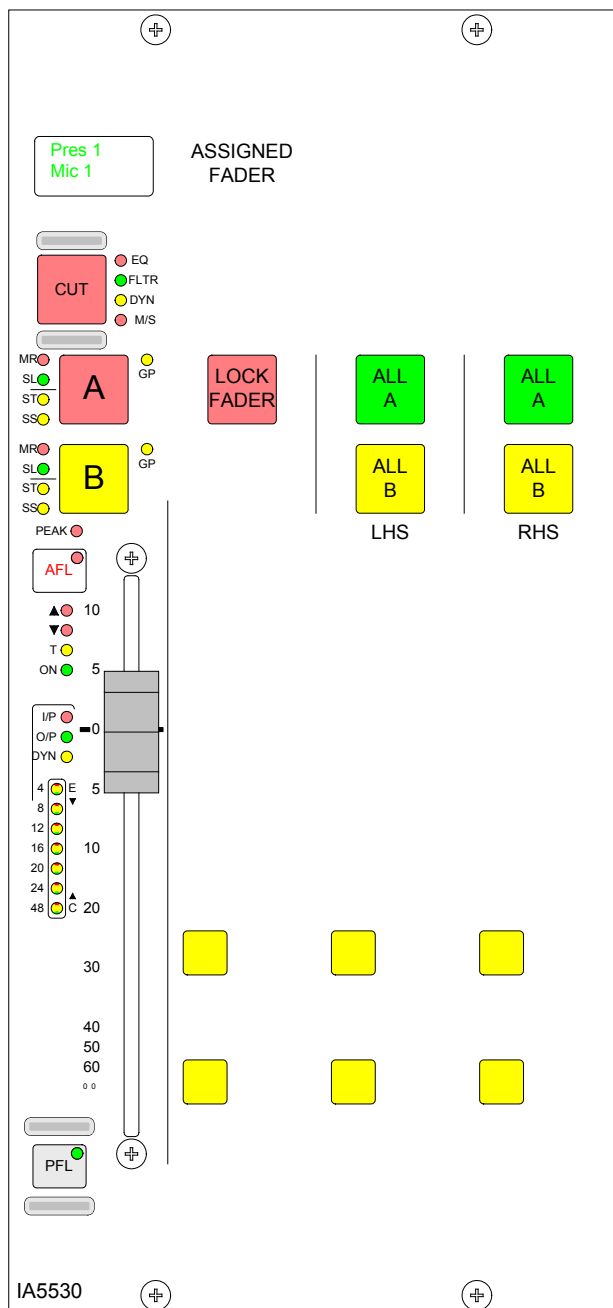 Pres 1
Mic 1
ASSIGNED
FADER
CUT
EQ
FLTR
DYN
M/S
MR
SL
ST
SS
A
GP
LOCK
FADER
ALL
A
ALL
A
MR
SL
ST
SS
B
GP
ALL
B
ALL
B
LHS
RHS
PEAK
AFL
▲
▼
T
ON
10
5
I/P
O/P
DYN
0
4 E
8 ▼
12
16
20
24 ▲
48 C
5
10
20
30
40
50
60
0 0
PFL
IA5530